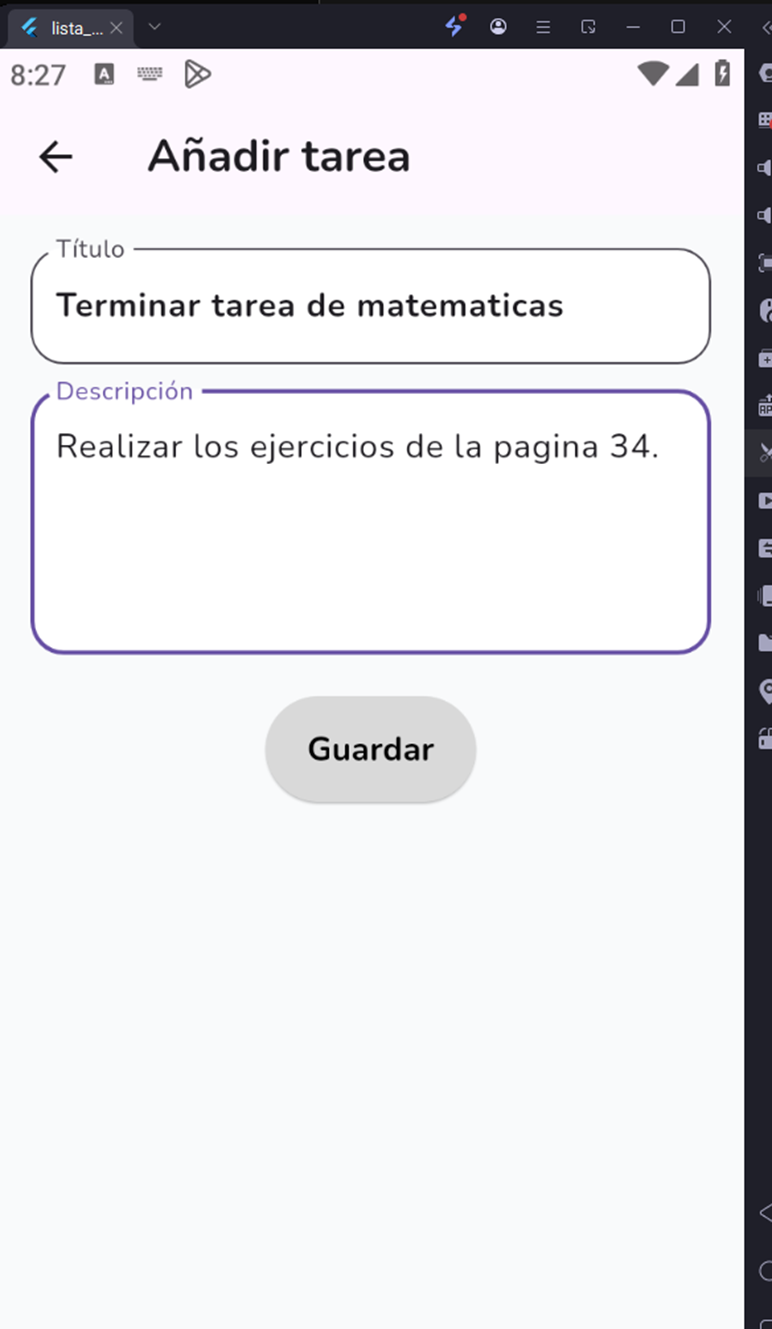 lista_...
8:27
Añadir tarea
Título
Terminar tarea de matematicas
Descripción
Realizar los ejercicios de la pagina 34.
Guardar